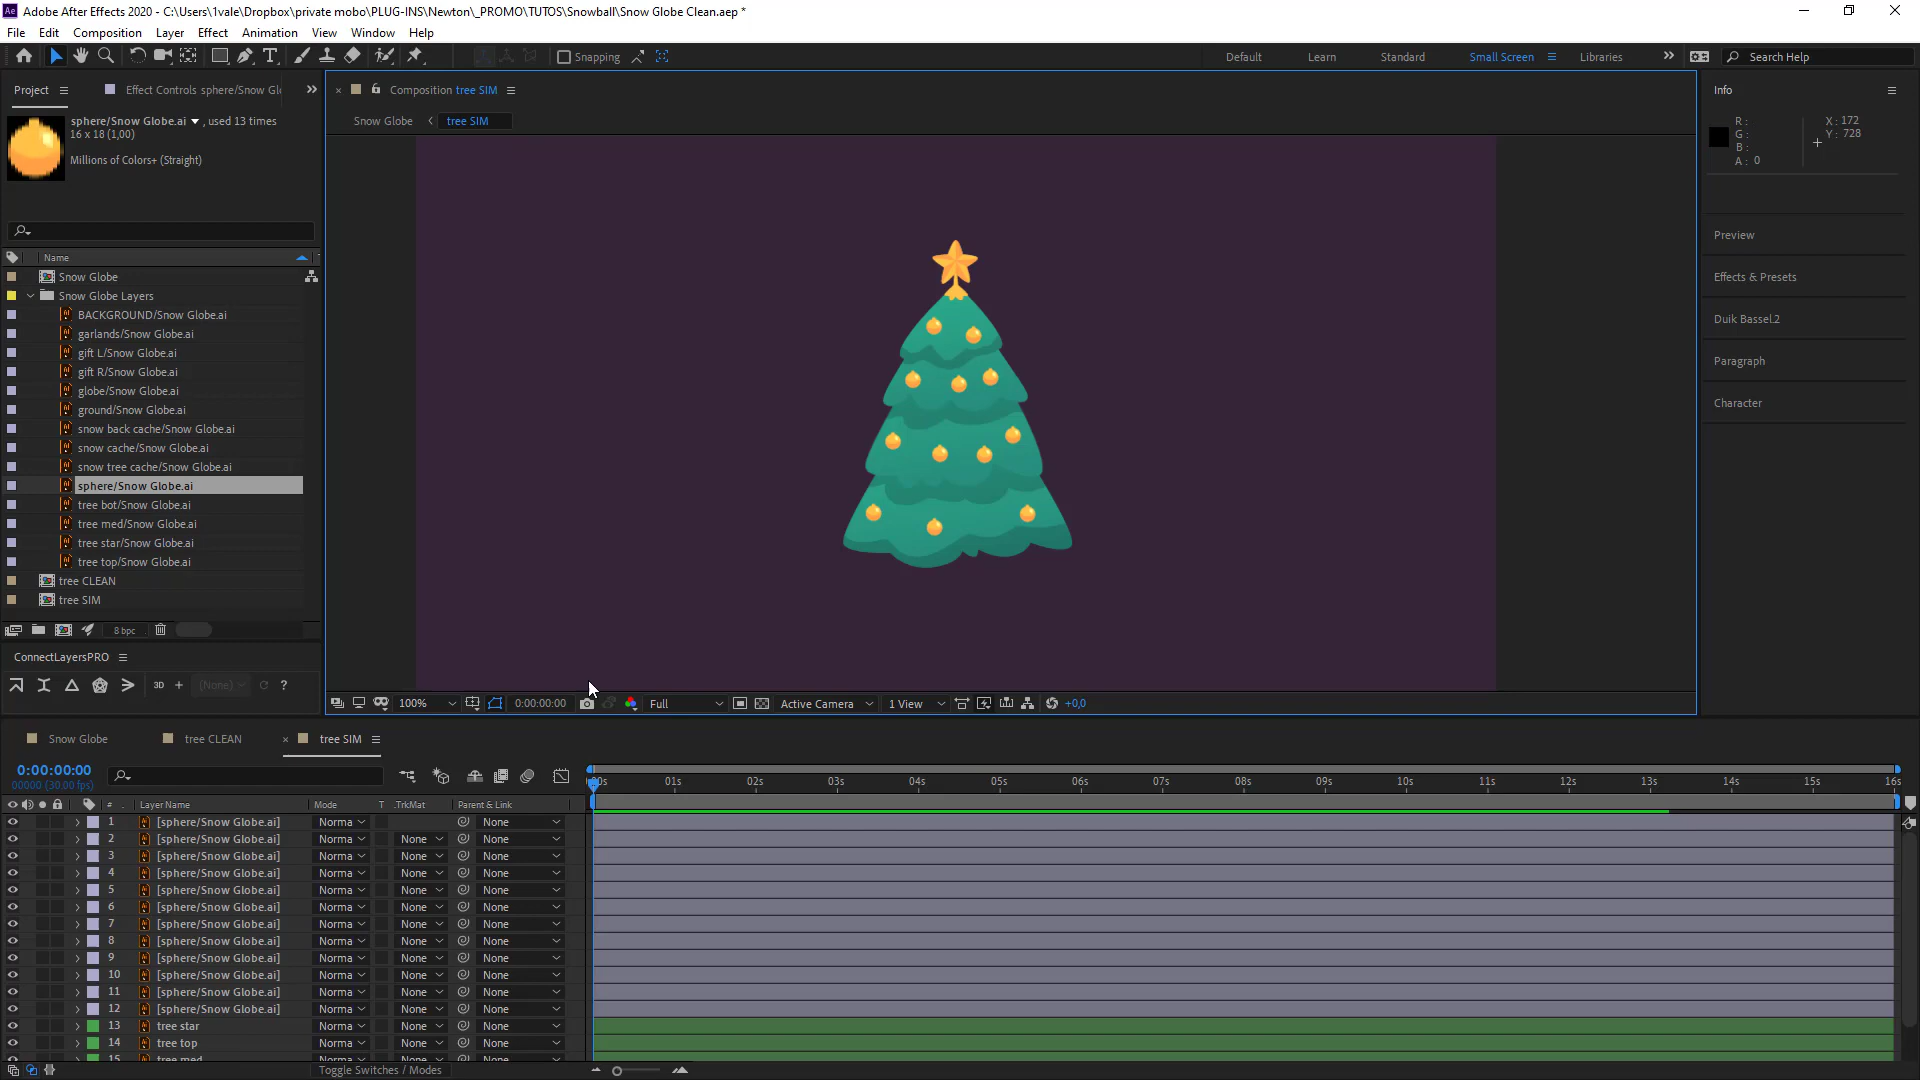 Adobe After Effects 2020 - C:\Users\1vale\Dropbox\private mobo\PLUG-INS\Newton\_PROMO\TUTOS\Snowball\Snow Globe Clean.aep *
File Edit Composition Layer Effect Animation View Window Help
Snapping Default Learn Standard Small Screen Libraries Search Help
Project Effect Controls sphere/Snow Gl
sphere/Snow Globe.ai , used 13 times
16 x 18 (1,00)
Millions of Colors+ (Straight)
Name
Snow Globe
Snow Globe Layers
BACKGROUND/Snow Globe.ai
garlands/Snow Globe.ai
gift L/Snow Globe.ai
gift R/Snow Globe.ai
globe/Snow Globe.ai
ground/Snow Globe.ai
snow back cache/Snow Globe.ai
snow cache/Snow Globe.ai
snow tree cache/Snow Globe.ai
sphere/Snow Globe.ai
tree bot/Snow Globe.ai
tree med/Snow Globe.ai
tree star/Snow Globe.ai
tree top/Snow Globe.ai
tree CLEAN
tree SIM
8 bpc
ConnectLayersPRO
3D + (None) ?
Composition tree SIM
Snow Globe tree SIM
100% 0:00:00:00 Full Active Camera 1 View +0,0
Info
R :
G :
B :
A : 0
X : 172
Y : 728
Preview
Effects & Presets
Duik Bassel.2
Paragraph
Character
Snow Globe tree CLEAN tree SIM
0:00:00:00
00000 (30.00 fps)
:00s 01s 02s 03s 04s 05s 06s 07s 08s 09s 10s 11s 12s 13s 14s 15s 16s
# Layer Name Mode T .TrkMat Parent & Link
1 [sphere/Snow Globe.ai] Norma None
2 [sphere/Snow Globe.ai] Norma None None
3 [sphere/Snow Globe.ai] Norma None None
4 [sphere/Snow Globe.ai] Norma None None
5 [sphere/Snow Globe.ai] Norma None None
6 [sphere/Snow Globe.ai] Norma None None
7 [sphere/Snow Globe.ai] Norma None None
8 [sphere/Snow Globe.ai] Norma None None
9 [sphere/Snow Globe.ai] Norma None None
10 [sphere/Snow Globe.ai] Norma None None
11 [sphere/Snow Globe.ai] Norma None None
12 [sphere/Snow Globe.ai] Norma None None
13 tree star Norma None None
14 tree top Norma None None
15 tree med Norma None None
Toggle Switches / Modes